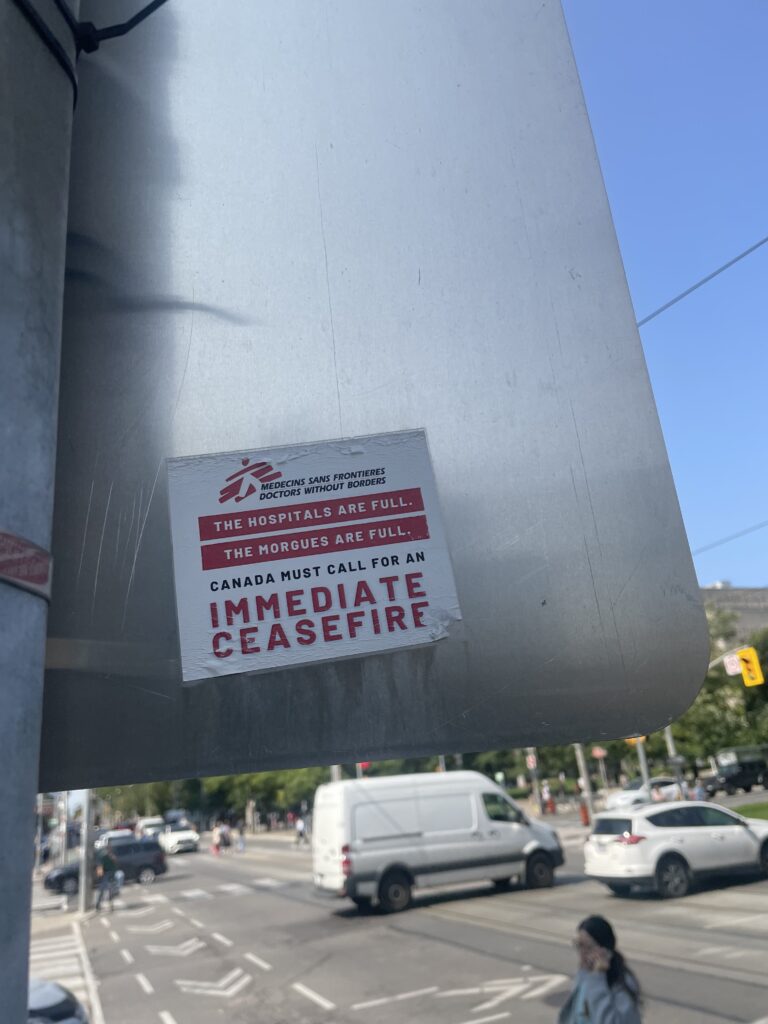 MEDECINS SANS FRONTIERES
DOCTORS WITHOUT BORDERS
THE HOSPITALS ARE FULL.
THE MORGUES ARE FULL.
CANADA MUST CALL FOR AN
IMMEDIATE
CEASEFIRE